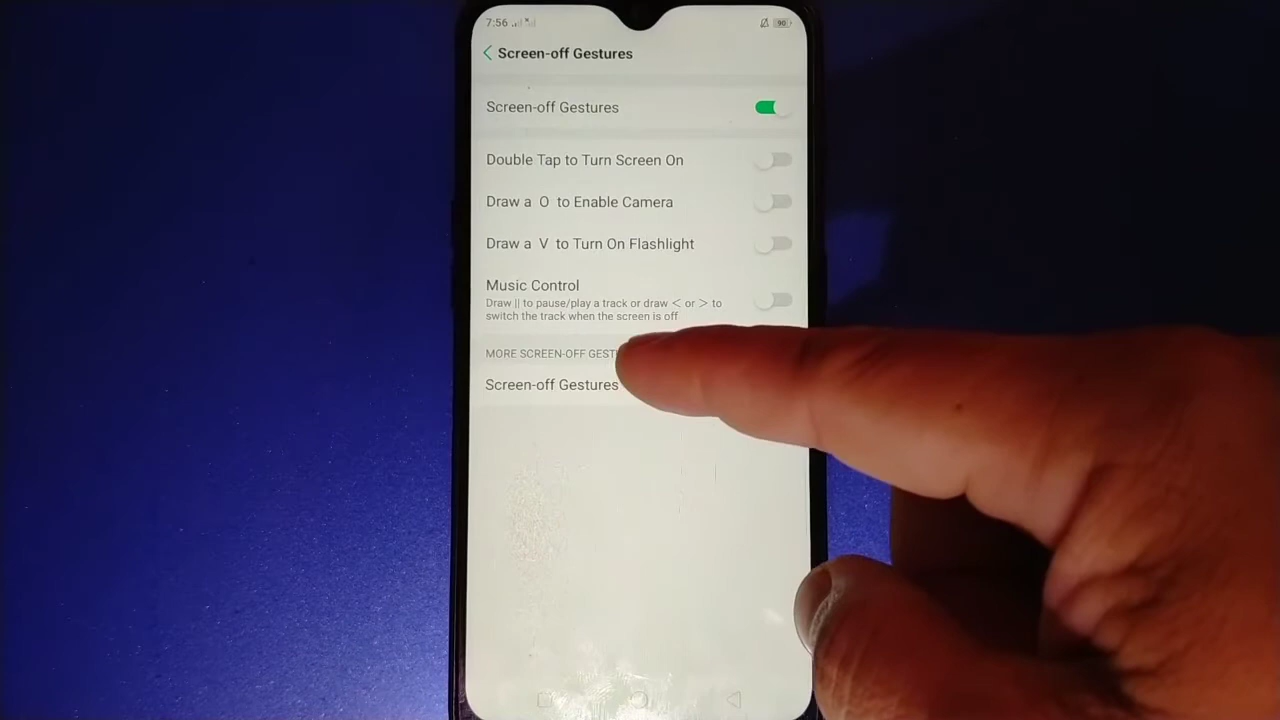 7:56
90
Screen-off Gestures
Screen-off Gestures
Double Tap to Turn Screen On
Draw a O to Enable Camera
Draw a V to Turn On Flashlight
Music Control
Draw || to pause/play a track or draw < or > to
switch the track when the screen is off
MORE SCREEN-OFF GEST
Screen-off Gestures